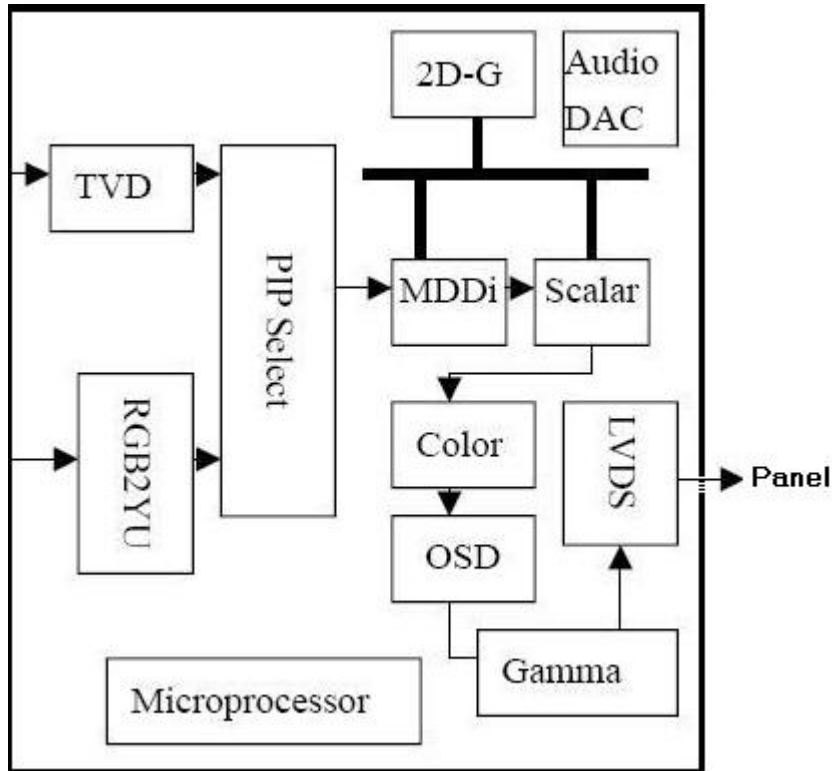 2D-G
Audio
DAC
TVD
PIP Select
MDDi
Scalar
RGB2YU
Color
LVDS
Panel
OSD
Gamma
Microprocessor